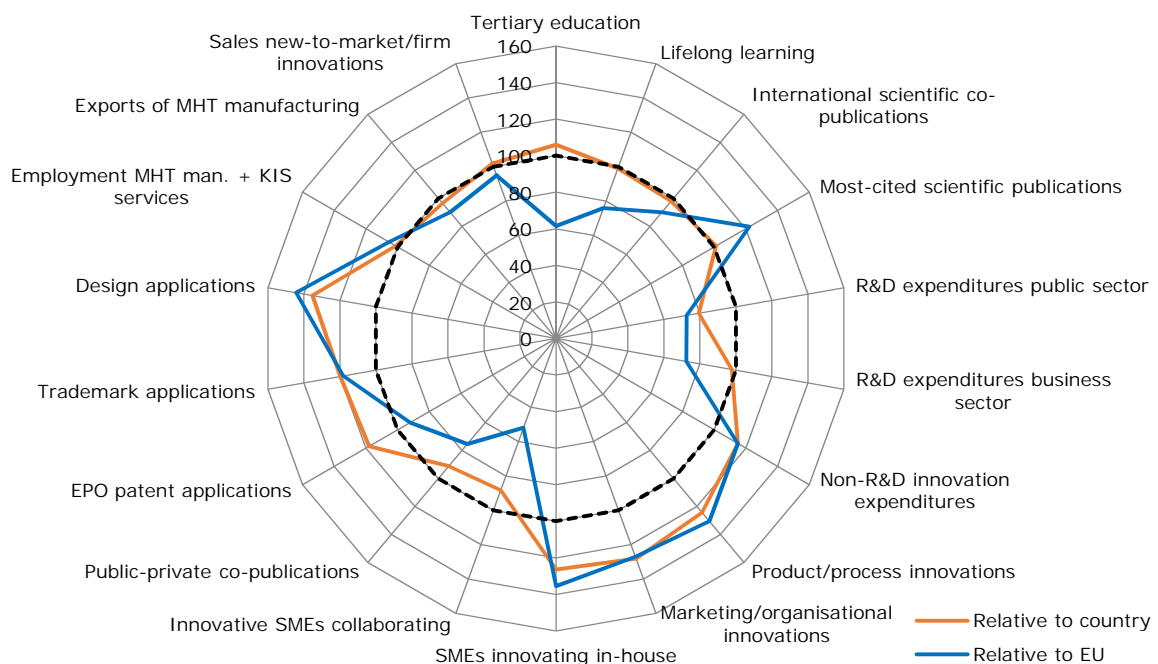 Tertiary education
Lifelong learning
International scientific co-
publications
Most-cited scientific publications
R&D expenditures public sector
R&D expenditures business
sector
Non-R&D innovation
expenditures
Product/process innovations
Marketing/organisational
innovations
SMEs innovating in-house
Innovative SMEs collaborating
Public-private co-publications
EPO patent applications
Trademark applications
Design applications
Employment MHT man. + KIS
services
Exports of MHT manufacturing
Sales new-to-market/firm
innovations
160
140
120
100
80
60
40
20
0
Relative to country
Relative to EU